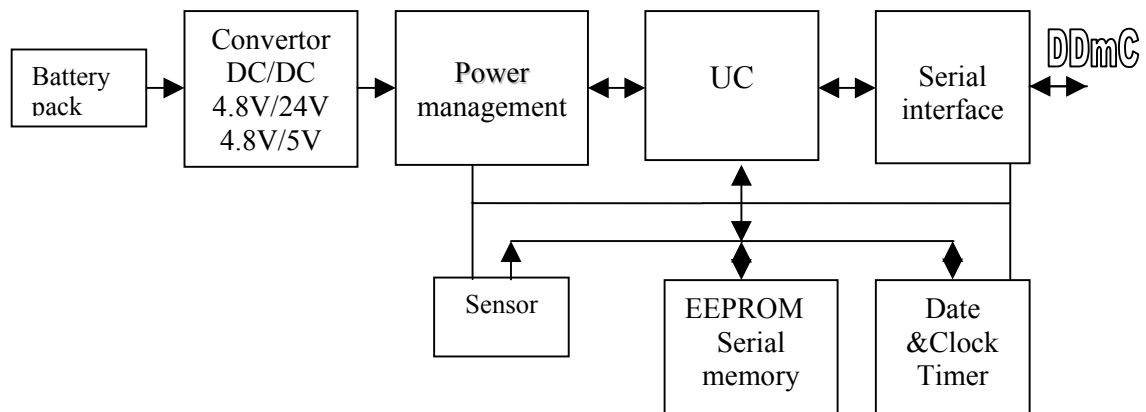 Battery
pack
Convertor
DC/DC
4.8V/24V
4.8V/5V
Power
management
UC
Serial
interface
DDmC
Sensor
EEPROM
Serial
memory
Date
&Clock
Timer